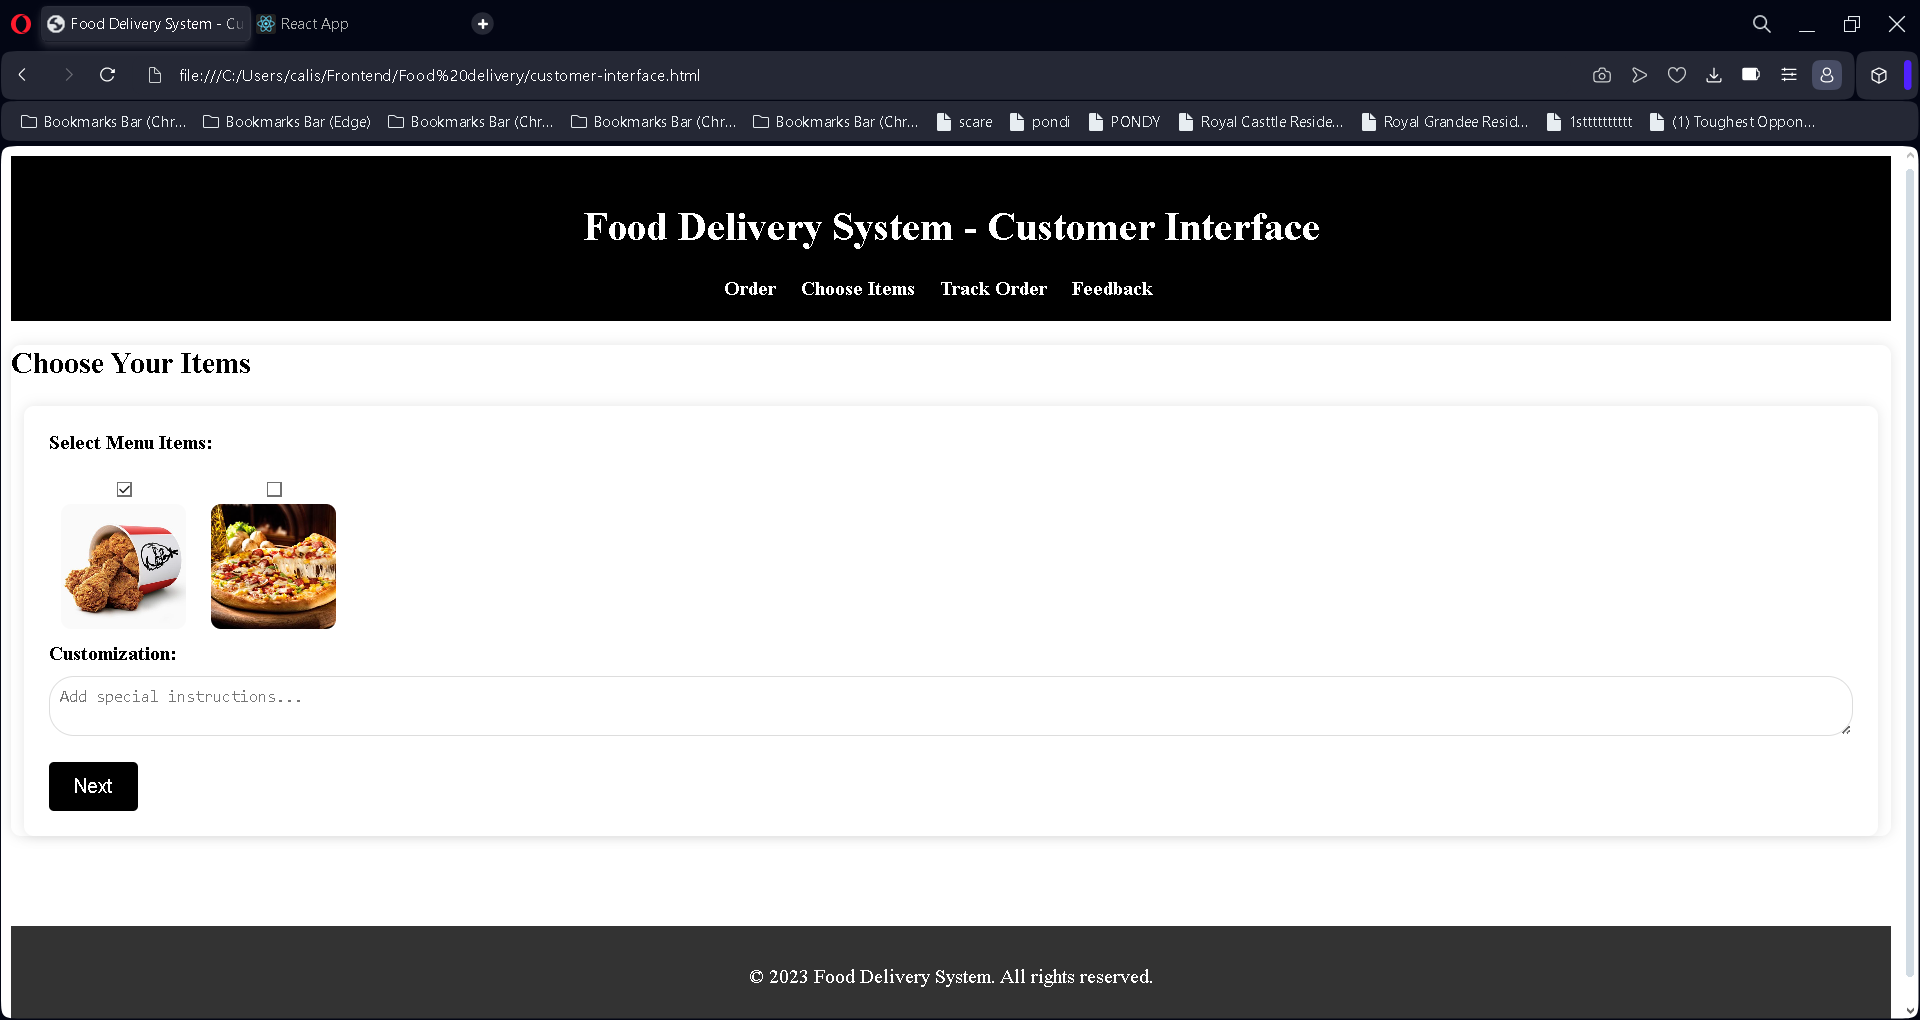 Food Delivery System - Cu
React App
file:///C:/Users/calis/Frontend/Food%20delivery/customer-interface.html
Bookmarks Bar (Chr... Bookmarks Bar (Edge) Bookmarks Bar (Chr... Bookmarks Bar (Chr... Bookmarks Bar (Chr... scare pondi PONDY Royal Casttle Reside... Royal Grandee Resid... 1stttttttttt (1) Toughest Oppon...
Food Delivery System - Customer Interface
Order Choose Items Track Order Feedback
Choose Your Items
Select Menu Items:
Customization:
Add special instructions...
Next
© 2023 Food Delivery System. All rights reserved.